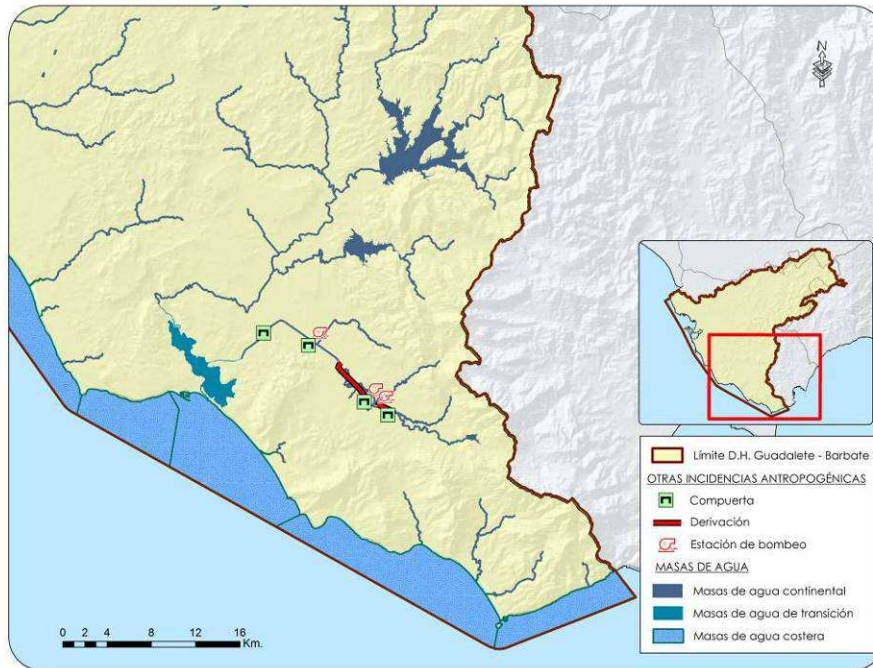 N
Límite D.H. Guadalete - Barbate
OTRAS INCIDENCIAS ANTROPOGÉNICAS
Compuerta
Derivación
Estación de bombeo
MASAS DE AGUA
Masas de agua continental
Masas de agua de transición
Masas de agua costera
0 2 4 8 12 16
Km.